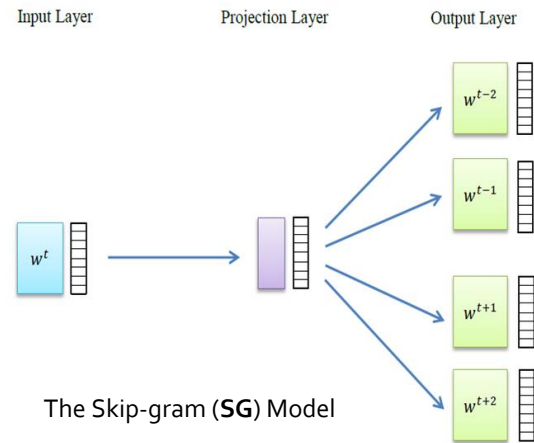 Input Layer Projection Layer Output Layer
w^{t−2}
w^{t−1}
w^t
w^{t+1}
w^{t+2}
The Skip-gram (SG) Model